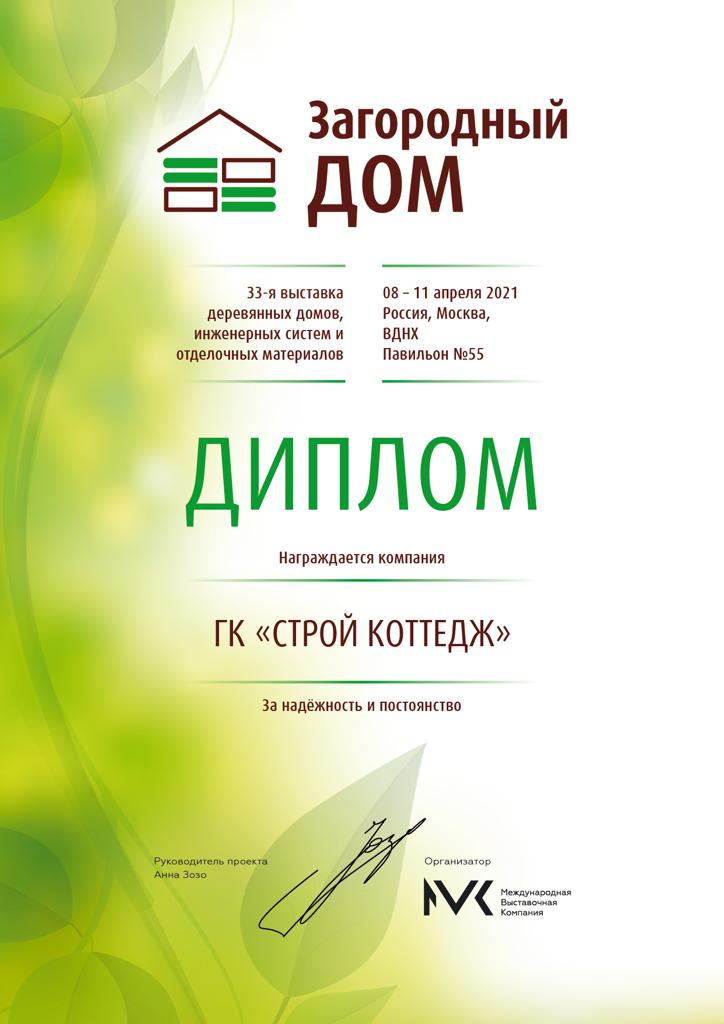 Загородный
ДОМ
33-я выставка
деревянных домов,
инженерных систем и
отделочных материалов
08 – 11 апреля 2021
Россия, Москва,
ВДНХ
Павильон №55
ДИПЛОМ
Награждается компания
ГК «СТРОЙ КОТТЕДЖ»
За надёжность и постоянство
Руководитель проекта
Анна Зозо
Организатор
MVK
Международная
Выставочная
Компания